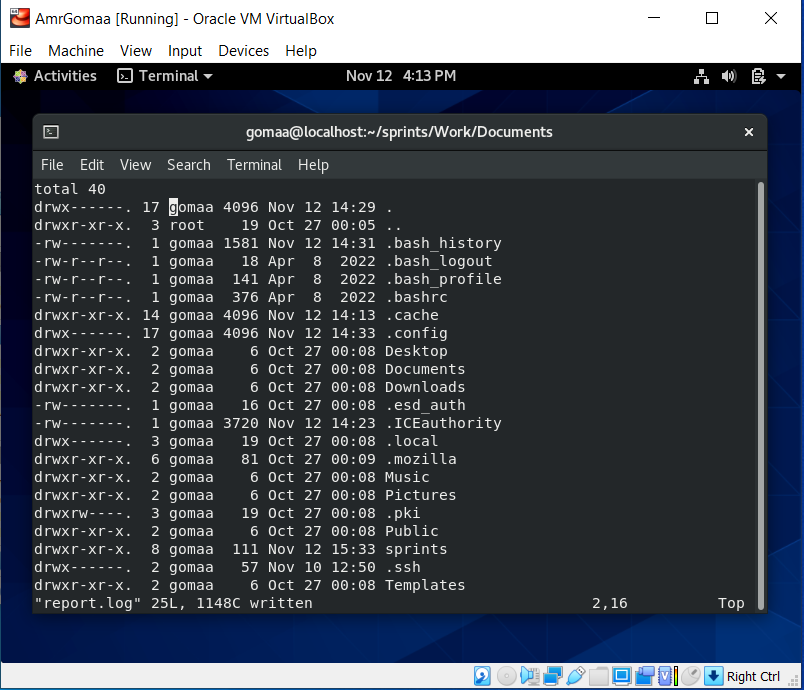 AmrGomaa [Running] - Oracle VM VirtualBox
File Machine View Input Devices Help
Activities Terminal Nov 12 4:13 PM
gomaa@localhost:~/sprints/Work/Documents
File Edit View Search Terminal Help
total 40
drwx------. 17 gomaa 4096 Nov 12 14:29 .
drwxr-xr-x. 3 root 19 Oct 27 00:05 ..
-rw-------. 1 gomaa 1581 Nov 12 14:31 .bash_history
-rw-r--r--. 1 gomaa 18 Apr 8 2022 .bash_logout
-rw-r--r--. 1 gomaa 141 Apr 8 2022 .bash_profile
-rw-r--r--. 1 gomaa 376 Apr 8 2022 .bashrc
drwxr-xr-x. 14 gomaa 4096 Nov 12 14:13 .cache
drwx------. 17 gomaa 4096 Nov 12 14:33 .config
drwxr-xr-x. 2 gomaa 6 Oct 27 00:08 Desktop
drwxr-xr-x. 2 gomaa 6 Oct 27 00:08 Documents
drwxr-xr-x. 2 gomaa 6 Oct 27 00:08 Downloads
-rw-------. 1 gomaa 16 Oct 27 00:08 .esd_auth
-rw-------. 1 gomaa 3720 Nov 12 14:23 .ICEauthority
drwx------. 3 gomaa 19 Oct 27 00:08 .local
drwxr-xr-x. 6 gomaa 81 Oct 27 00:09 .mozilla
drwxr-xr-x. 2 gomaa 6 Oct 27 00:08 Music
drwxr-xr-x. 2 gomaa 6 Oct 27 00:08 Pictures
drwxrw----. 3 gomaa 19 Oct 27 00:08 .pki
drwxr-xr-x. 2 gomaa 6 Oct 27 00:08 Public
drwxr-xr-x. 8 gomaa 111 Nov 12 15:33 sprints
drwx------. 2 gomaa 57 Nov 10 12:50 .ssh
drwxr-xr-x. 2 gomaa 6 Oct 27 00:08 Templates
"report.log" 25L, 1148C written 2,16 Top
Right Ctrl